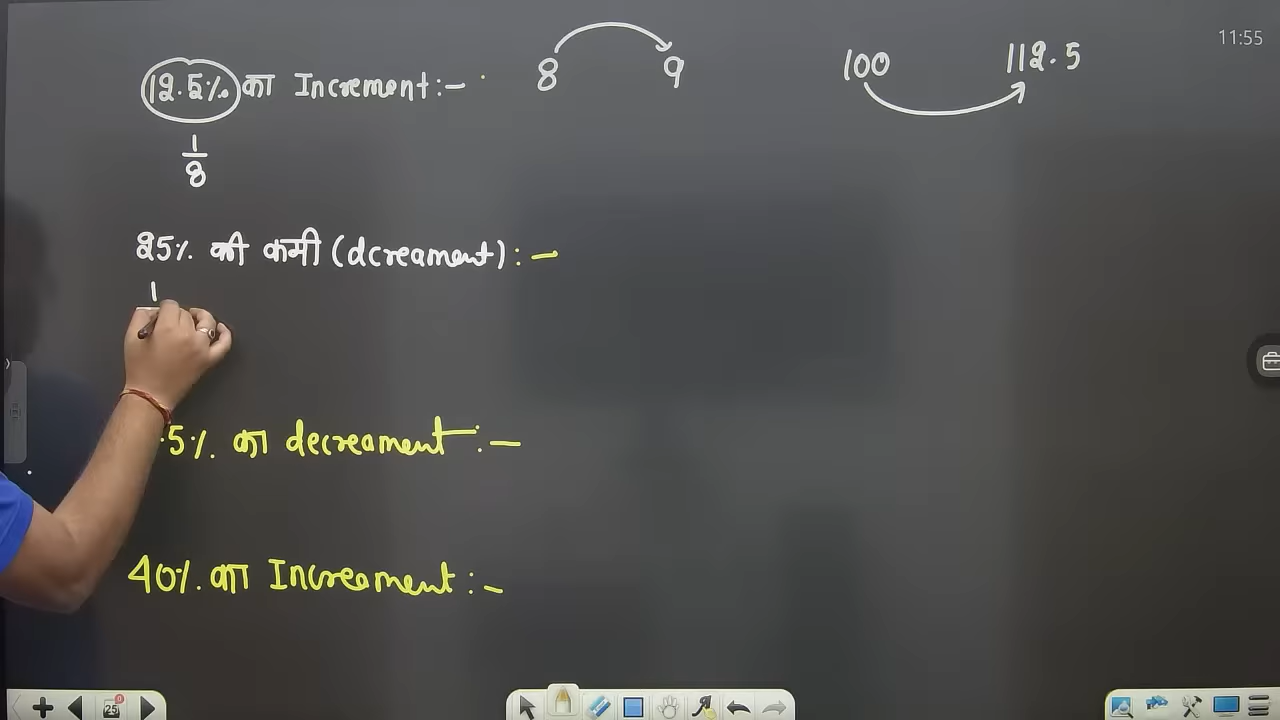 12.5% का Increment :- 8 9 100 112.5
1
8
25% की कमी (dcreament) :-
1
.5% का decreament :-
40% का Increament :-
11:55
25